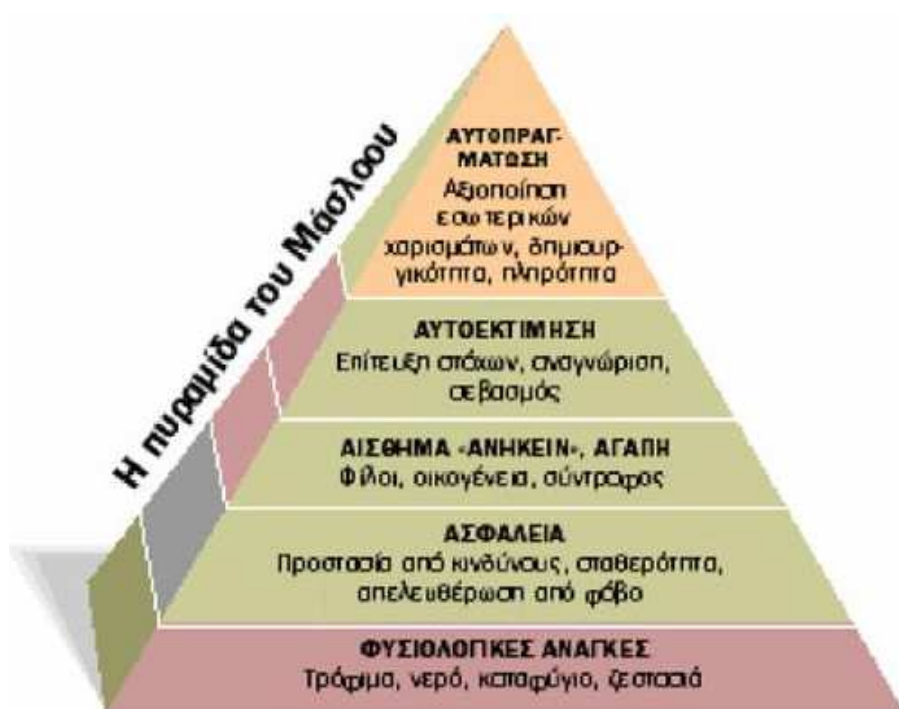 Η πυραμίδα του Μάσλοου
ΑΥΤΟΠΡΑΓ-
ΜΑΤΩΣΗ
Αξιοποίηση
εσωτερικών
χαρισμάτων, δημιουρ-
γικότητα, πληρότητα
ΑΥΤΟΕΚΤΙΜΗΣΗ
Επίτευξη στόχων, αναγνώριση,
σεβασμός
ΑΙΣΘΗΜΑ «ΑΝΗΚΕΙΝ», ΑΓΑΠΗ
Φίλοι, οικογένεια, σύντροφος
ΑΣΦΑΛΕΙΑ
Προστασία από κινδύνους, σταθερότητα,
απελευθέρωση από φόβο
ΦΥΣΙΟΛΟΓΙΚΕΣ ΑΝΑΓΚΕΣ
Τρόφιμα, νερό, καταφύγιο, ζεστασιά